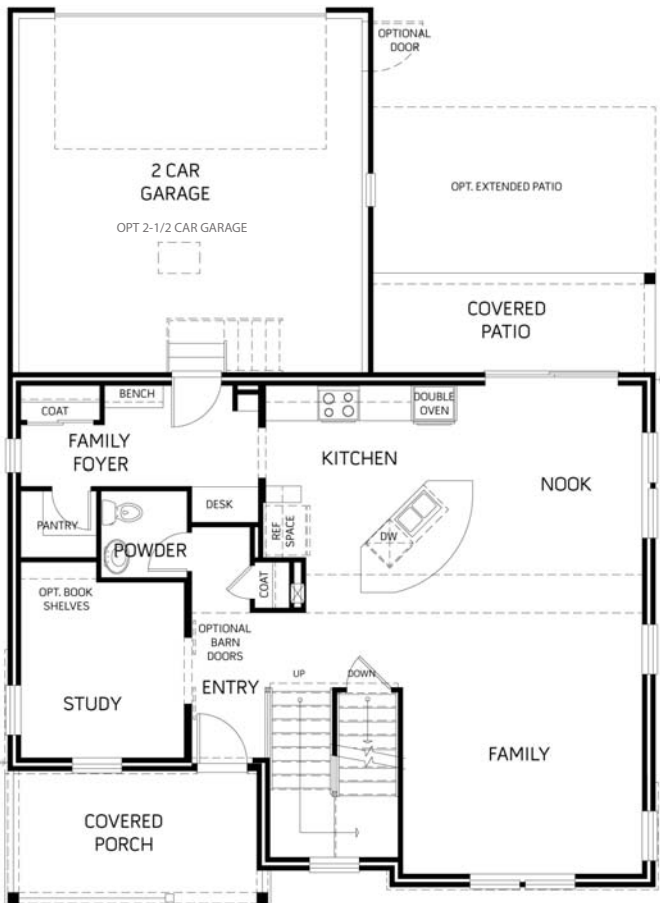 OPTIONAL
DOOR
2 CAR
GARAGE
OPT. EXTENDED PATIO
OPT 2-1/2 CAR GARAGE
COVERED
PATIO
BENCH
COAT
DOUBLE
OVEN
FAMILY
FOYER
KITCHEN
NOOK
DESK
PANTRY
REF
SPACE
DW
POWDER
COAT
OPT. BOOK
SHELVES
OPTIONAL
BARN
DOORS
UP
DOWN
ENTRY
STUDY
FAMILY
COVERED
PORCH